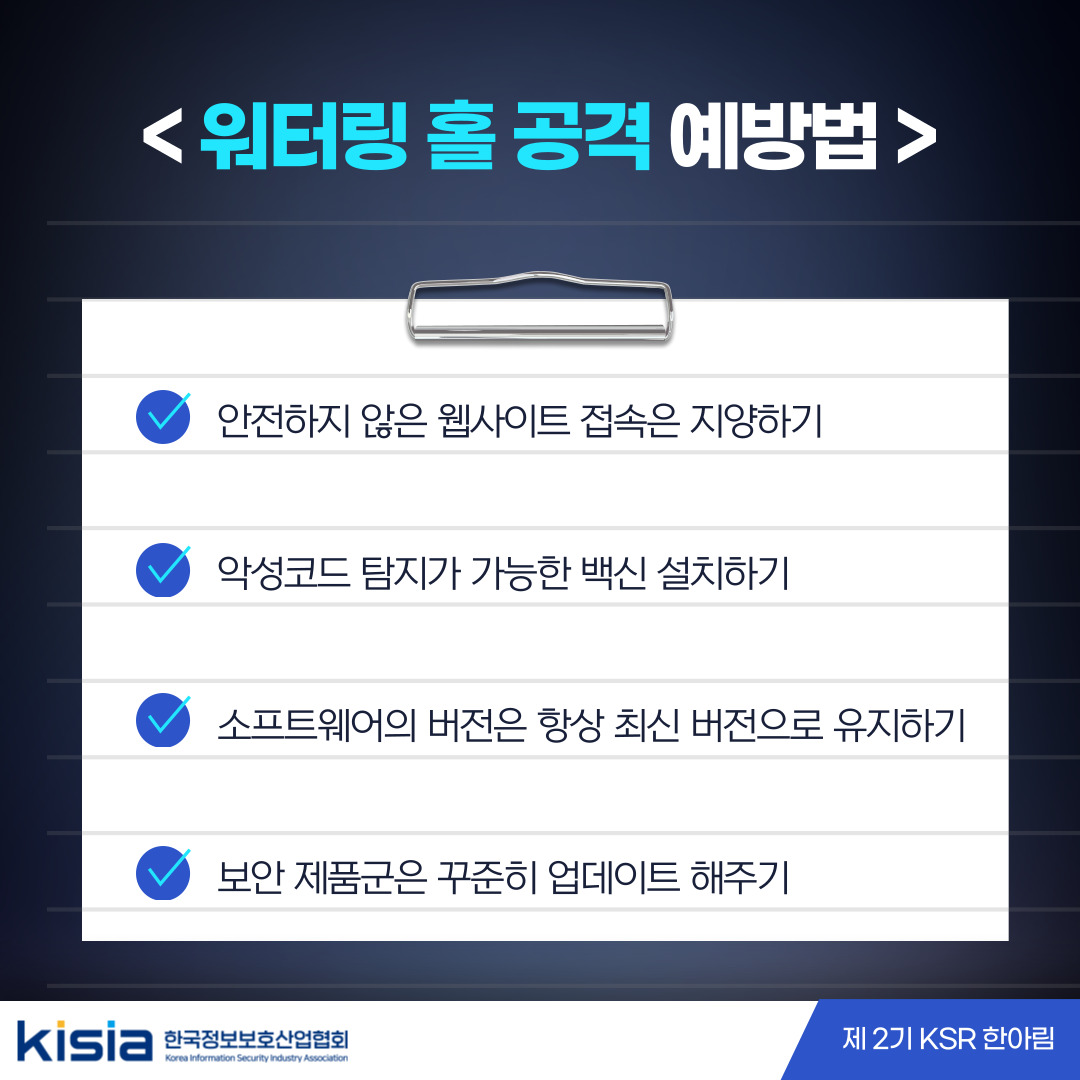 < 워터링 홀 공격 예방법 >
안전하지 않은 웹사이트 접속은 지양하기
악성코드 탐지가 가능한 백신 설치하기
소프트웨어의 버전은 항상 최신 버전으로 유지하기
보안 제품군은 꾸준히 업데이트 해주기
kisia 한국정보보호산업협회
Korea Information Security Industry Association
제 2기 KSR 한아림